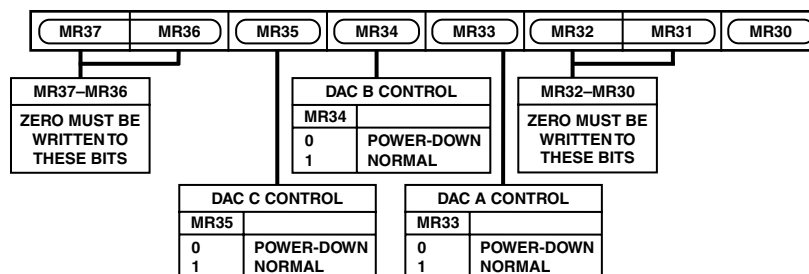 MR37 MR36 MR35 MR34 MR33 MR32 MR31 MR30
MR37–MR36
ZERO MUST BE
WRITTEN TO
THESE BITS
DAC B CONTROL
MR34
0 POWER-DOWN
1 NORMAL
MR32–MR30
ZERO MUST BE
WRITTEN TO
THESE BITS
DAC C CONTROL
MR35
0 POWER-DOWN
1 NORMAL
DAC A CONTROL
MR33
0 POWER-DOWN
1 NORMAL